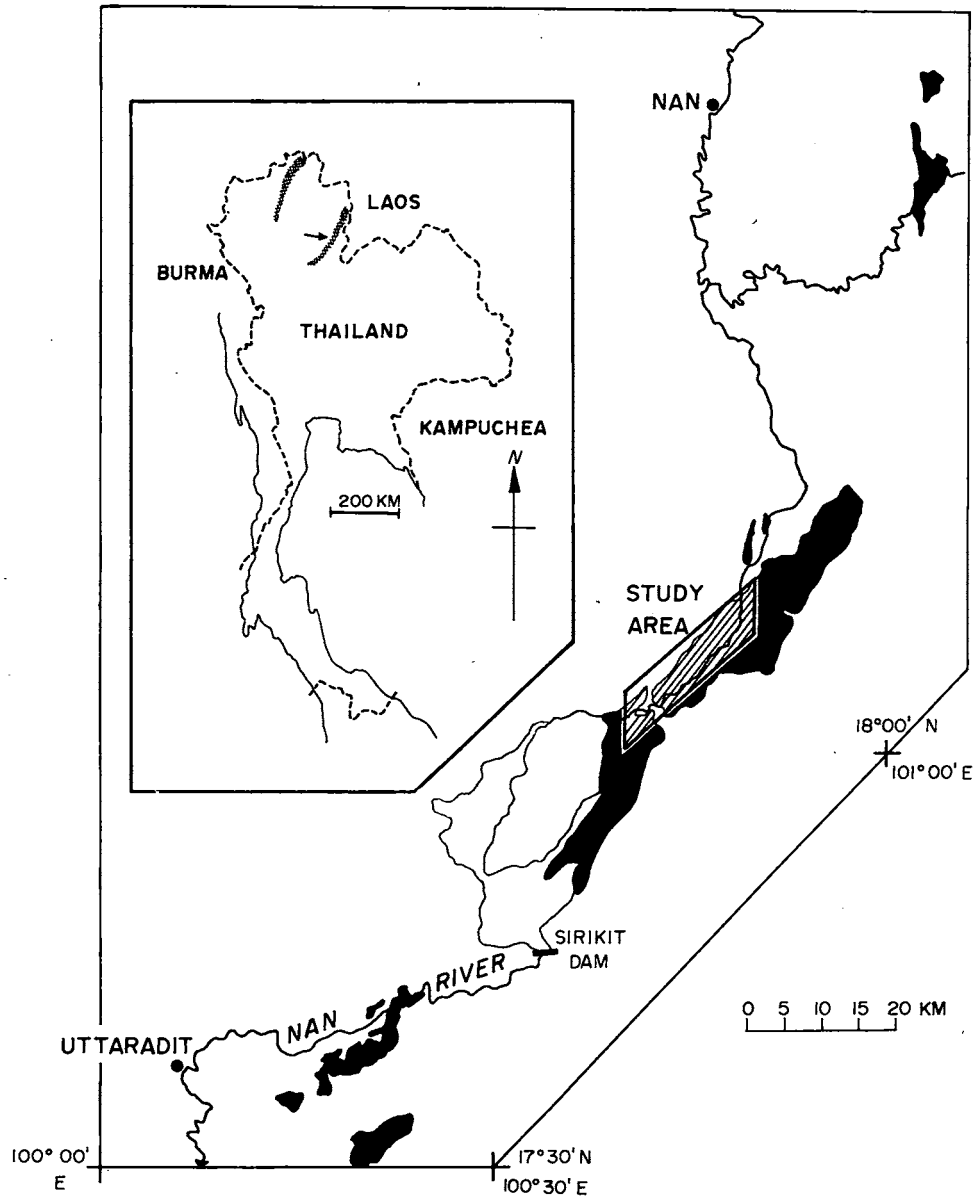 NAN
LAOS
BURMA
THAILAND
KAMPUCHEA
N
200 KM
STUDY
AREA
18°00' N
101°00' E
SIRIKIT
DAM
NAN RIVER
0 5 10 15 20 KM
UTTARADIT
100° 00'
E
17°30' N
100°30' E